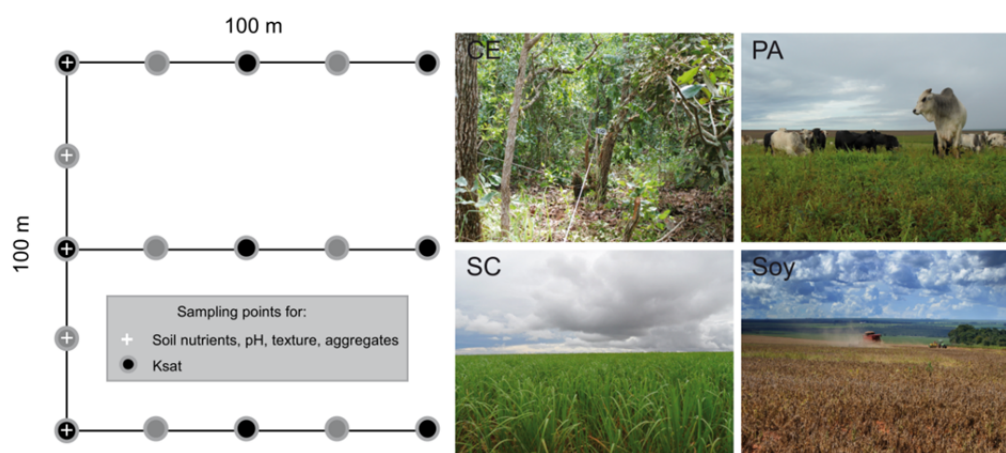 100 m
100 m
Sampling points for:
Soil nutrients, pH, texture, aggregates
Ksat
CE
PA
SC
Soy